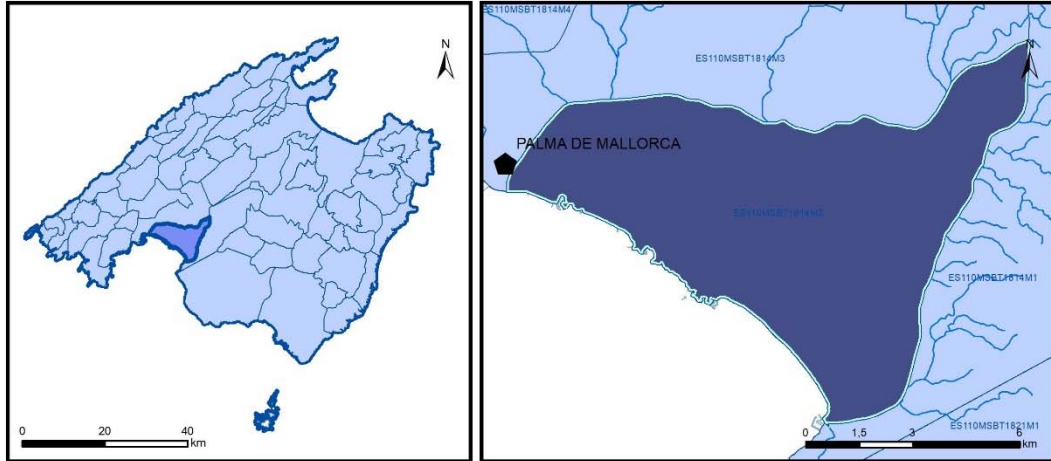 N
0 20 40
km
ES110MSBT1814M4
N
ES110MSBT1814M3
PALMA DE MALLORCA
ES110MSBT1814M2
ES110MSBT1814M1
0 1,5 3 6
km
ES110MSBT1821M1